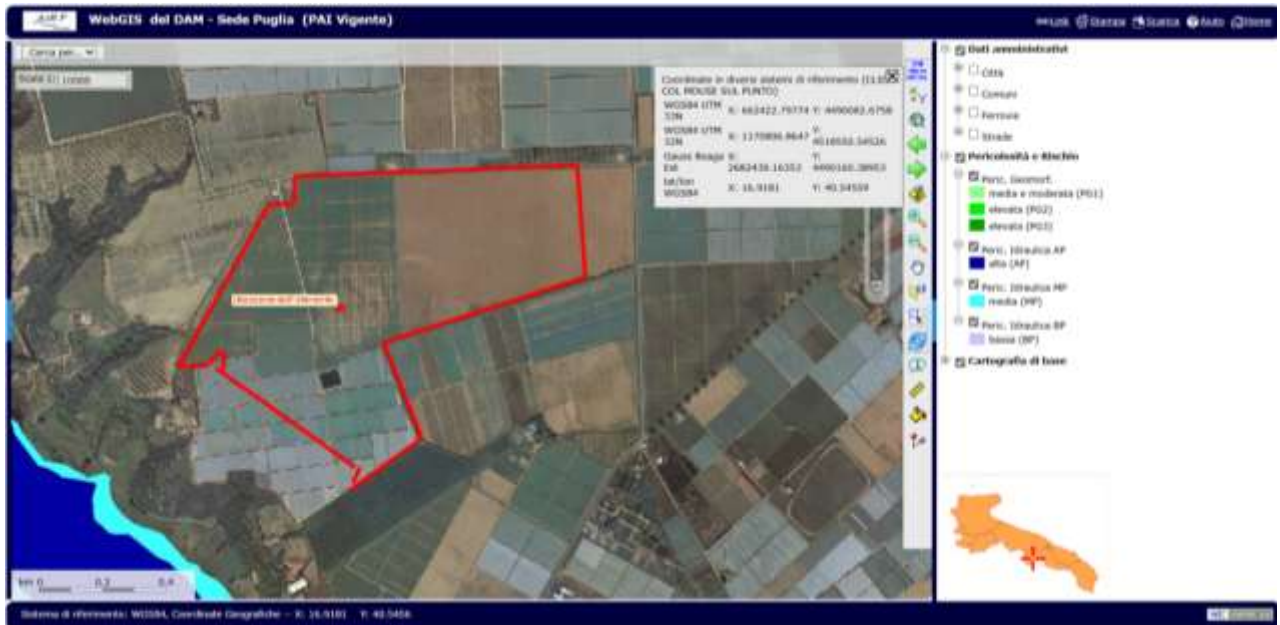 WebGIS del DAM - Sede Puglia (PAI Vigente)
Link Stampa Scarica Aiuto Home
Cerca per...
Scala 1:
Coordinate in diversi sistemi di riferimento (CLICCA
COL MOUSE SUL PUNTO)
WGS84 UTM
33N
X: 662422.79774 Y: 4490082.6758
WGS84 UTM
32N
Gauss Boaga
Est
lat/lon
WGS84
X: 16.9181 Y: 40.54559
Dati amministrativi
Città
Comuni
Ferrovie
Strade
Pericolosità e Rischio
Peric. Geomorf.
media e moderata (PG1)
elevata (PG2)
elevata (PG3)
Peric. Idraulica AP
alta (AP)
Peric. Idraulica MP
media (MP)
Peric. Idraulica BP
bassa (BP)
Cartografia di base
km 0 0.2 0.4
Sistema di riferimento: WGS84, Coordinate Geografiche -- X: 16.9181 Y: 40.5456